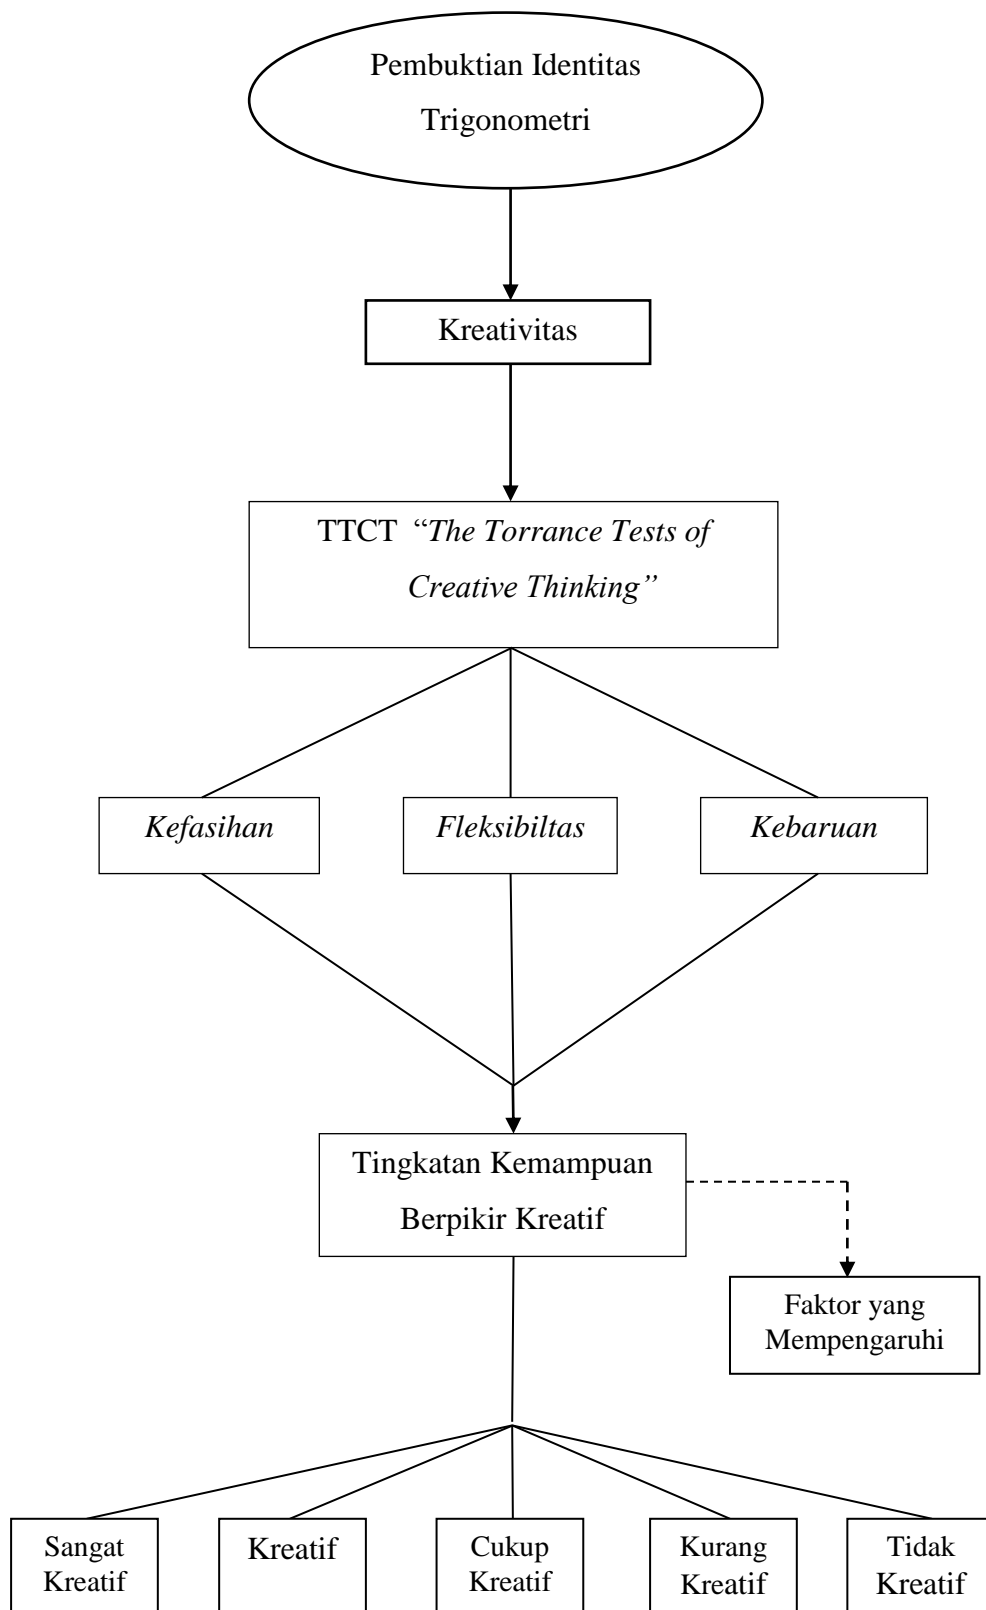 Pembuktian Identitas
Trigonometri
Kreativitas
TTCT “The Torrance Tests of
Creative Thinking”
Kefasihan
Fleksibiltas
Kebaruan
Tingkatan Kemampuan
Berpikir Kreatif
Faktor yang
Mempengaruhi
Sangat
Kreatif
Kreatif
Cukup
Kreatif
Kurang
Kreatif
Tidak
Kreatif